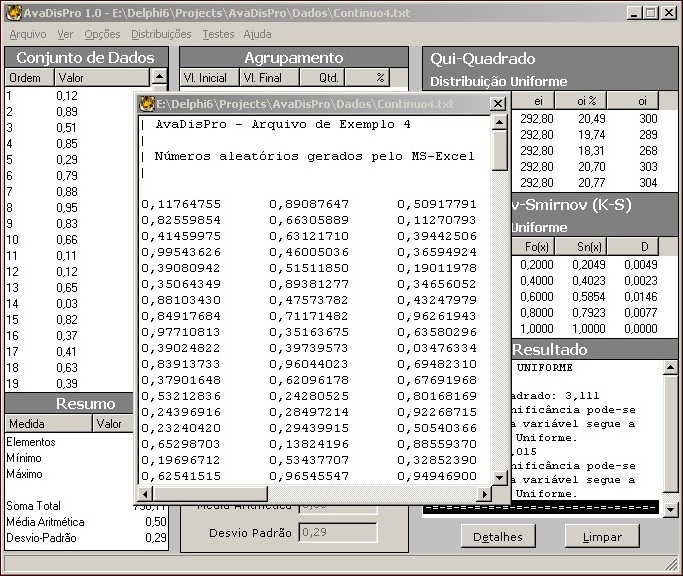 AvaDisPro 1.0 - E:\Delphi6\Projects\AvaDisPro\Dados\Continuo4.txt
Arquivo Ver Opções Distribuições Testes Ajuda
Conjunto de Dados
Ordem Valor
1 0,12
2 0,89
3 0,51
4 0,85
5 0,29
6 0,79
7 0,88
8 0,95
9 0,83
10 0,66
11 0,11
12 0,12
13 0,65
14 0,03
15 0,82
16 0,37
17 0,41
18 0,63
19 0,39
Resumo
Medida Valor
Elementos
Mínimo
Máximo
Soma Total
Média Aritmética 0,50
Desvio-Padrão 0,29
Agrupamento
Vl. Inicial Vl. Final Qtd. %
E:\Delphi6\Projects\AvaDisPro\Dados\Continuo4.txt
| AvaDisPro - Arquivo de Exemplo 4
|
| Números aleatórios gerados pelo MS-Excel
|
0,11764755 0,89087647 0,50917791
0,82559854 0,66305889 0,11270793
0,41459975 0,63121710 0,39442506
0,99543626 0,46005036 0,36594924
0,39080942 0,51511850 0,19011978
0,35064349 0,89381277 0,34656052
0,88103430 0,47573782 0,43247979
0,84917684 0,71171482 0,96261943
0,97710813 0,35163675 0,63580296
0,39024822 0,39739573 0,03476334
0,83913733 0,96044023 0,69482310
0,37901648 0,62096178 0,67691968
0,53212836 0,24280525 0,80168169
0,24396916 0,28497214 0,92268715
0,23240420 0,29439915 0,50540366
0,65298703 0,13824196 0,88559370
0,19696712 0,53437707 0,32852390
0,62541515 0,96545547 0,94946900
Média Aritmética
Desvio Padrão 0,29
Qui-Quadrado
Distribuição Uniforme
ei oi % oi
292,80 20,49 300
292,80 19,74 289
292,80 18,31 268
292,80 20,70 303
292,80 20,77 304
v-Smirnov (K-S)
Uniforme
Fo(x) Sn(x) D
0,2000 0,2049 0,0049
0,4000 0,4023 0,0023
0,6000 0,5854 0,0146
0,8000 0,7923 0,0077
1,0000 1,0000 0,0000
Resultado
UNIFORME
adrado: 3,111
nificância pode-se
a variável segue a
Uniforme.
,015
nificância pode-se
a variável segue a
Uniforme.
Detalhes Limpar